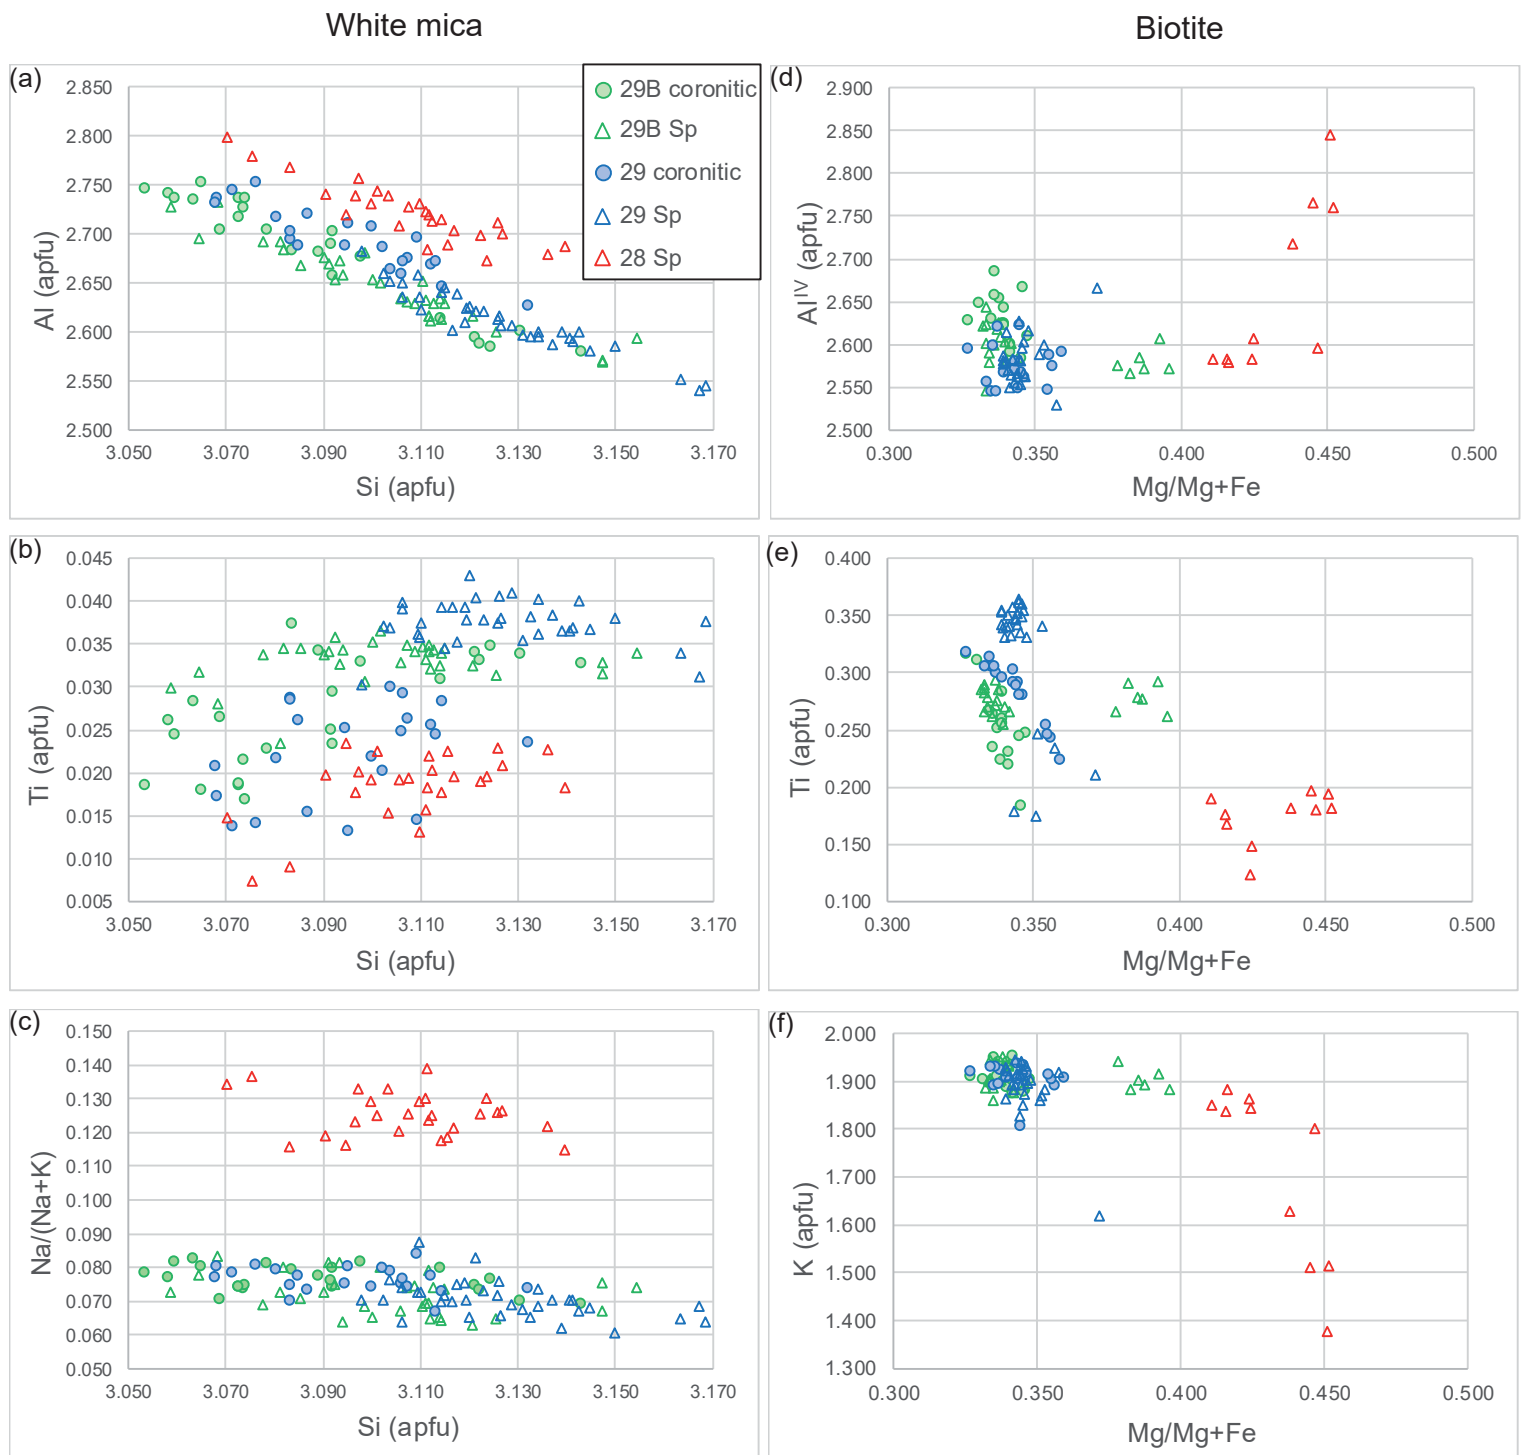 White mica
Biotite
(a)
2.850
2.800
2.750
2.700
2.650
2.600
2.550
2.500
Al (apfu)
3.050 3.070 3.090 3.110 3.130 3.150 3.170
Si (apfu)
29B coronitic
29B Sp
29 coronitic
29 Sp
28 Sp
(d)
2.900
2.850
2.800
2.750
2.700
2.650
2.600
2.550
2.500
Al^IV (apfu)
0.300 0.350 0.400 0.450 0.500
Mg/Mg+Fe
(b)
0.045
0.040
0.035
0.030
0.025
0.020
0.015
0.010
0.005
Ti (apfu)
3.050 3.070 3.090 3.110 3.130 3.150 3.170
Si (apfu)
(e)
0.400
0.350
0.300
0.250
0.200
0.150
0.100
Ti (apfu)
0.300 0.350 0.400 0.450 0.500
Mg/Mg+Fe
(c)
0.150
0.140
0.130
0.120
0.110
0.100
0.090
0.080
0.070
0.060
0.050
Na/(Na+K)
3.050 3.070 3.090 3.110 3.130 3.150 3.170
Si (apfu)
(f)
2.000
1.900
1.800
1.700
1.600
1.500
1.400
1.300
K (apfu)
0.300 0.350 0.400 0.450 0.500
Mg/Mg+Fe